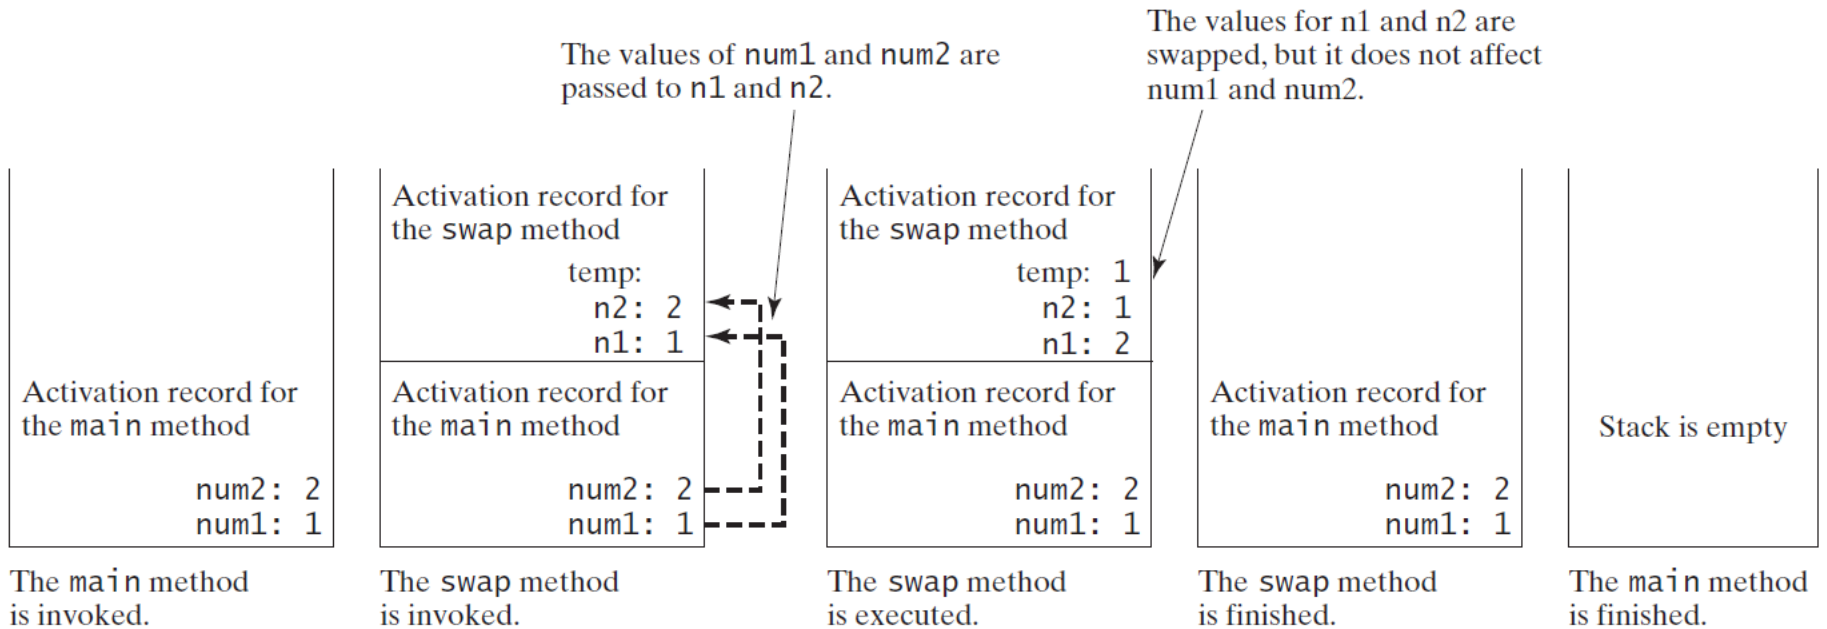 The values of num1 and num2 are
passed to n1 and n2.
The values for n1 and n2 are
swapped, but it does not affect
num1 and num2.
Activation record for
the main method
num2: 2
num1: 1
The main method
is invoked.
Activation record for
the swap method
temp:
n2: 2
n1: 1
Activation record for
the main method
num2: 2
num1: 1
The swap method
is invoked.
Activation record for
the swap method
temp: 1
n2: 1
n1: 2
Activation record for
the main method
num2: 2
num1: 1
The swap method
is executed.
Activation record for
the main method
num2: 2
num1: 1
The swap method
is finished.
Stack is empty
The main method
is finished.